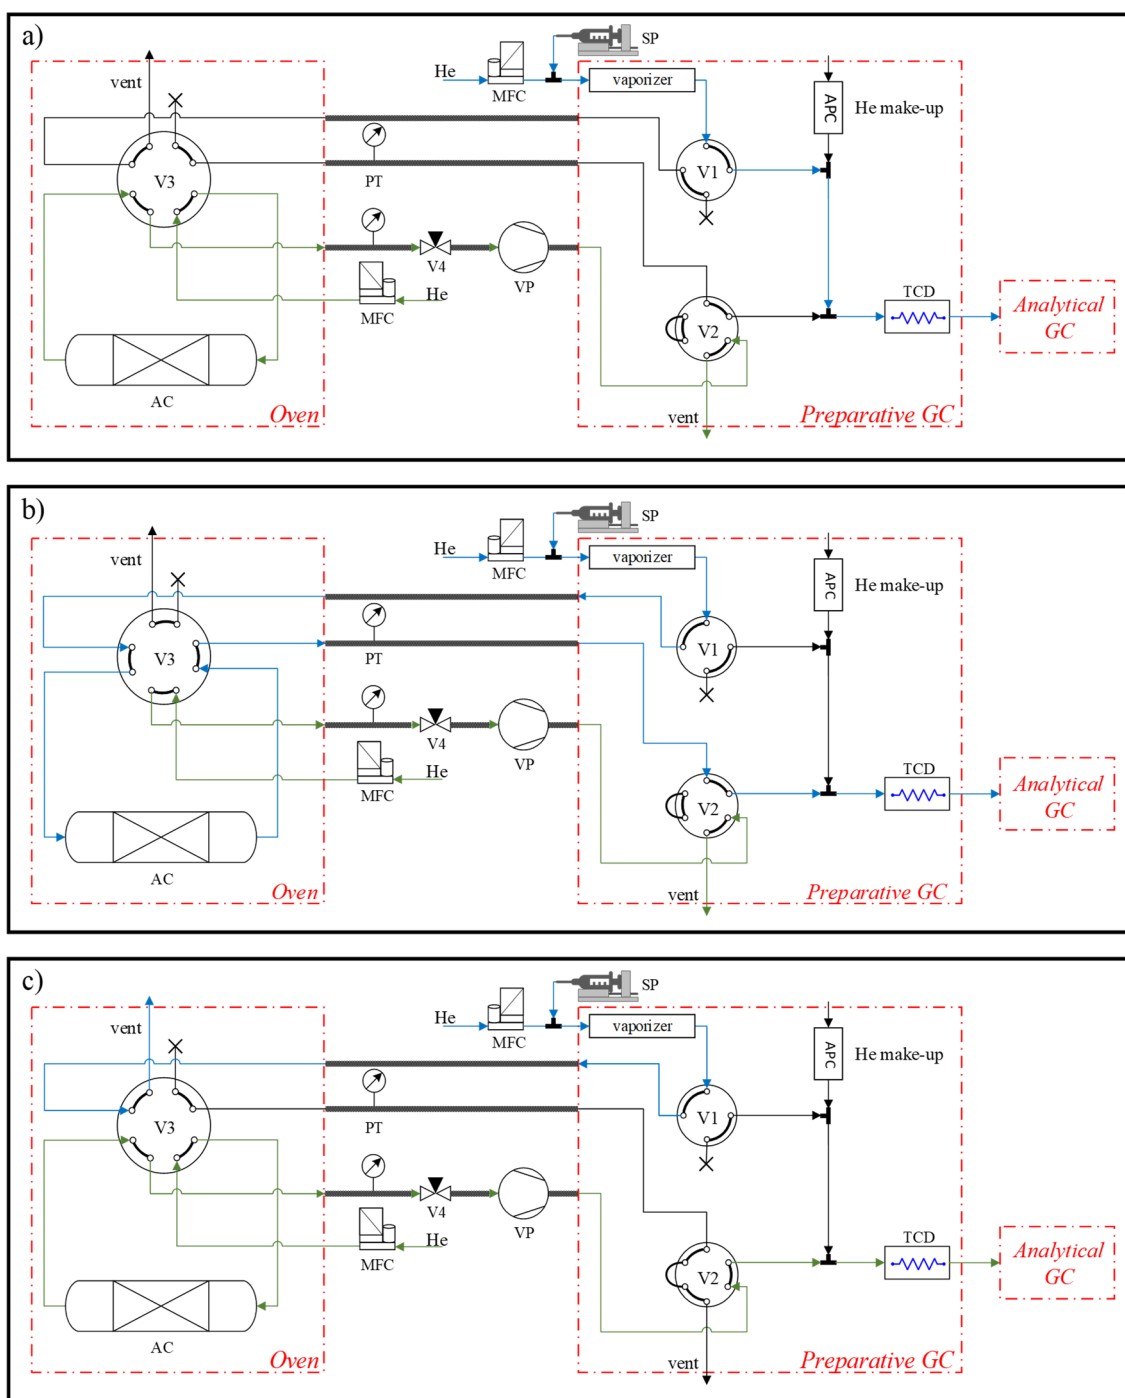 a)
SP
vent
He
MFC
vaporizer
APC
He make-up
V3
PT
V1
V4
VP
MFC
He
V2
TCD
Analytical
GC
AC
Oven
vent
Preparative GC
b)
SP
vent
He
MFC
vaporizer
APC
He make-up
V3
PT
V1
V4
VP
MFC
He
V2
TCD
Analytical
GC
AC
Oven
vent
Preparative GC
c)
SP
vent
He
MFC
vaporizer
APC
He make-up
V3
PT
V1
V4
VP
MFC
He
V2
TCD
Analytical
GC
AC
Oven
vent
Preparative GC